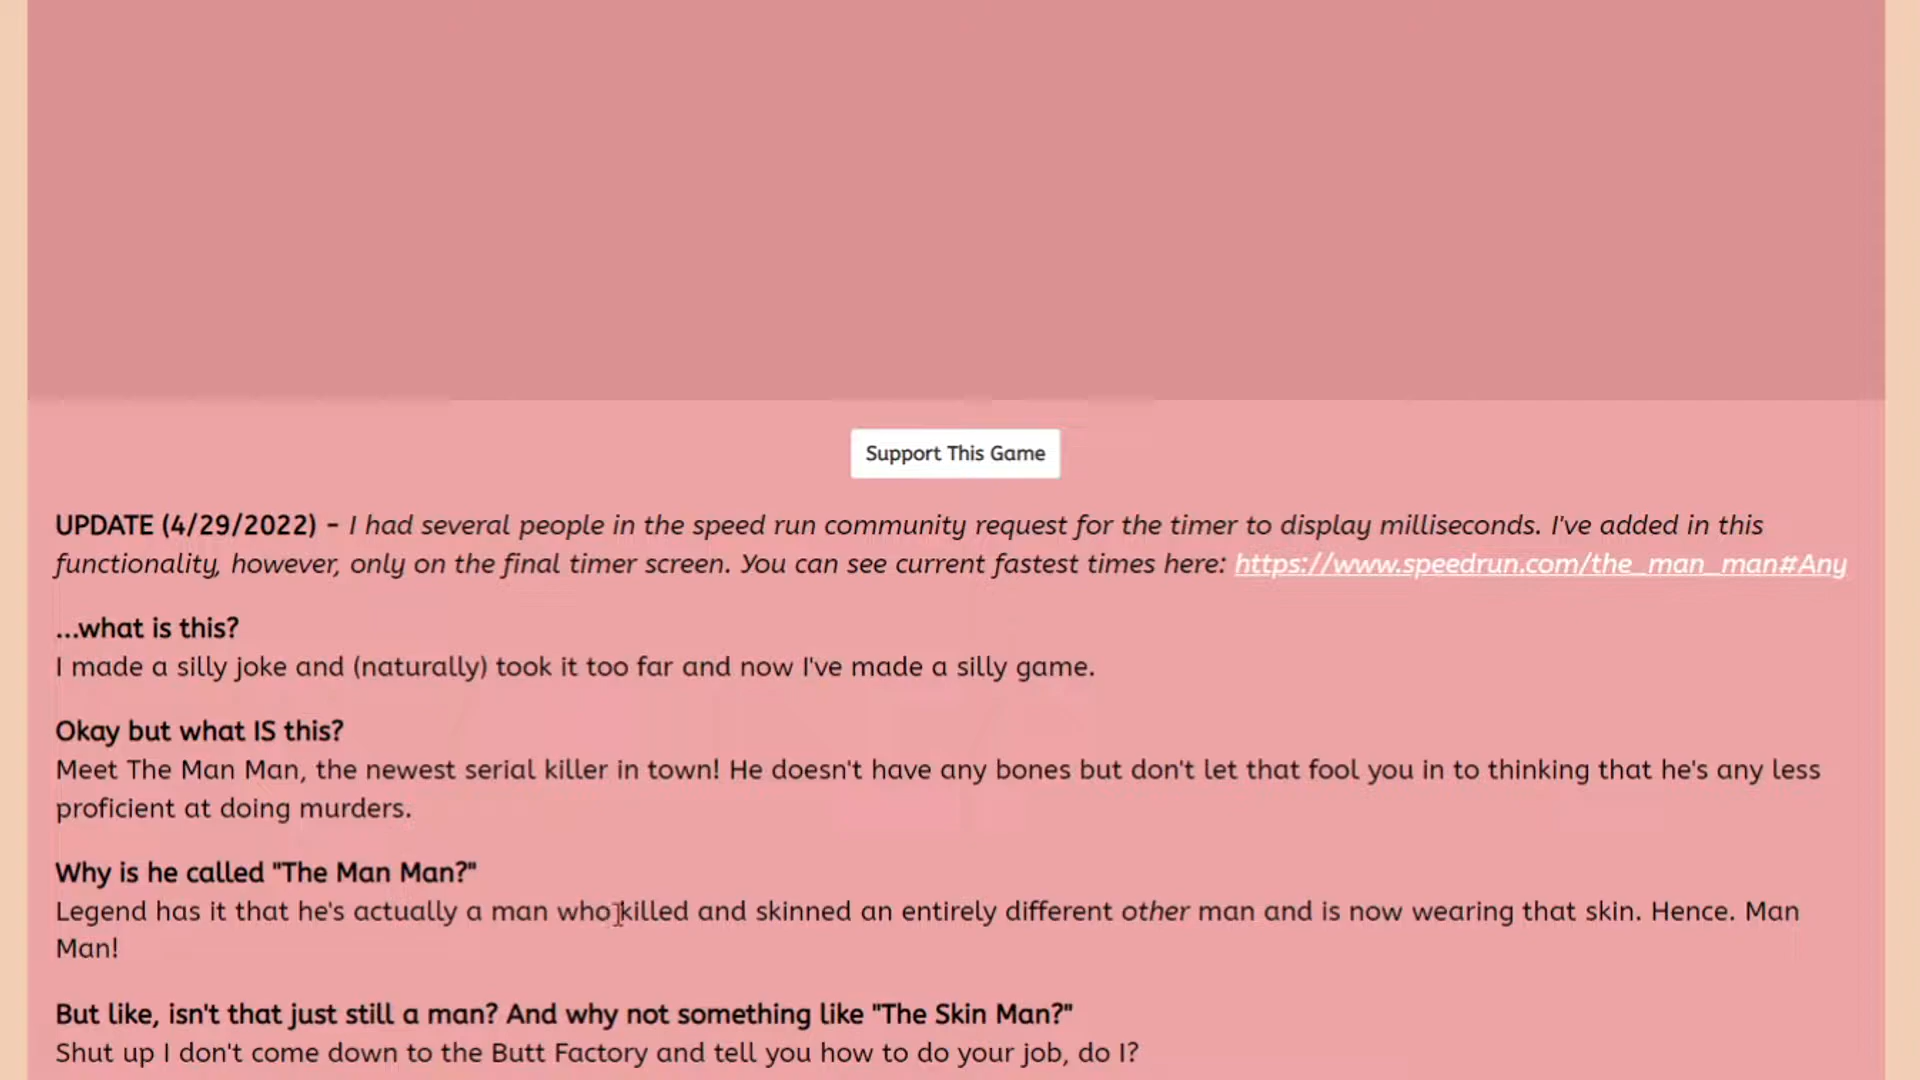 Support This Game
UPDATE (4/29/2022) - I had several people in the speed run community request for the timer to display milliseconds. I've added in this
functionality, however, only on the final timer screen. You can see current fastest times here: https://www.speedrun.com/the_man_man#Any
...what is this?
I made a silly joke and (naturally) took it too far and now I've made a silly game.
Okay but what IS this?
Meet The Man Man, the newest serial killer in town! He doesn't have any bones but don't let that fool you in to thinking that he's any less
proficient at doing murders.
Why is he called "The Man Man?"
Legend has it that he's actually a man who killed and skinned an entirely different other man and is now wearing that skin. Hence. Man
Man!
But like, isn't that just still a man? And why not something like "The Skin Man?"
Shut up I don't come down to the Butt Factory and tell you how to do your job, do I?